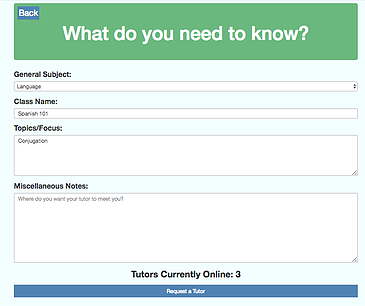 Back
What do you need to know?
General Subject:
Language
Class Name:
Spanish 101
Topics/Focus:
Conjugation
Miscellaneous Notes:
Where do you want your tutor to meet you?
Tutors Currently Online: 3
Request a Tutor